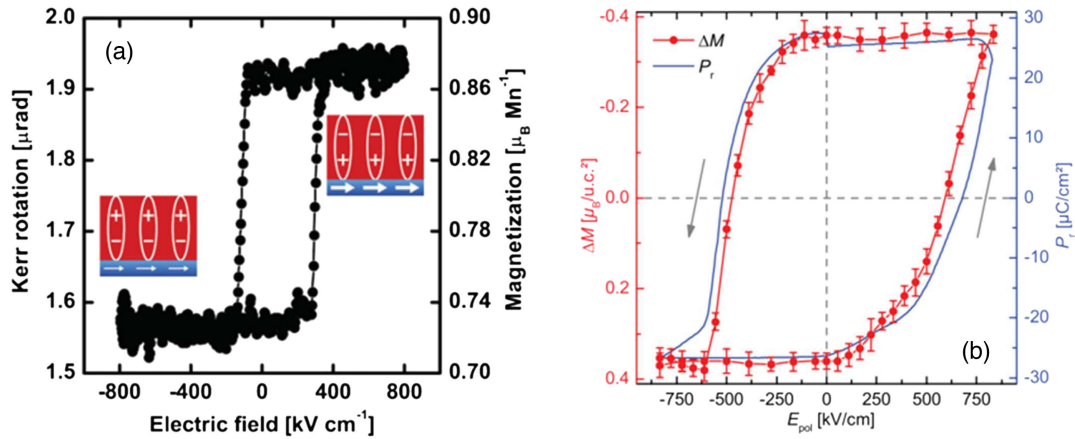 (a)
Kerr rotation [μrad]
2.0
1.9
1.8
1.7
1.6
1.5
-800
-400
0
400
800
Electric field [kV cm⁻¹]
0.90
0.86
0.82
0.78
0.74
0.70
Magnetization [μB Mn⁻¹]
+ + +
− − −
− − −
+ + +
(b)
ΔM [μB/u.c.²]
-0.4
-0.2
0.0
0.2
0.4
ΔM
Pr
-750 -500 -250 0 250 500 750
Epol [kV/cm]
30
20
10
0
-10
-20
-30
Pr [μC/cm²]